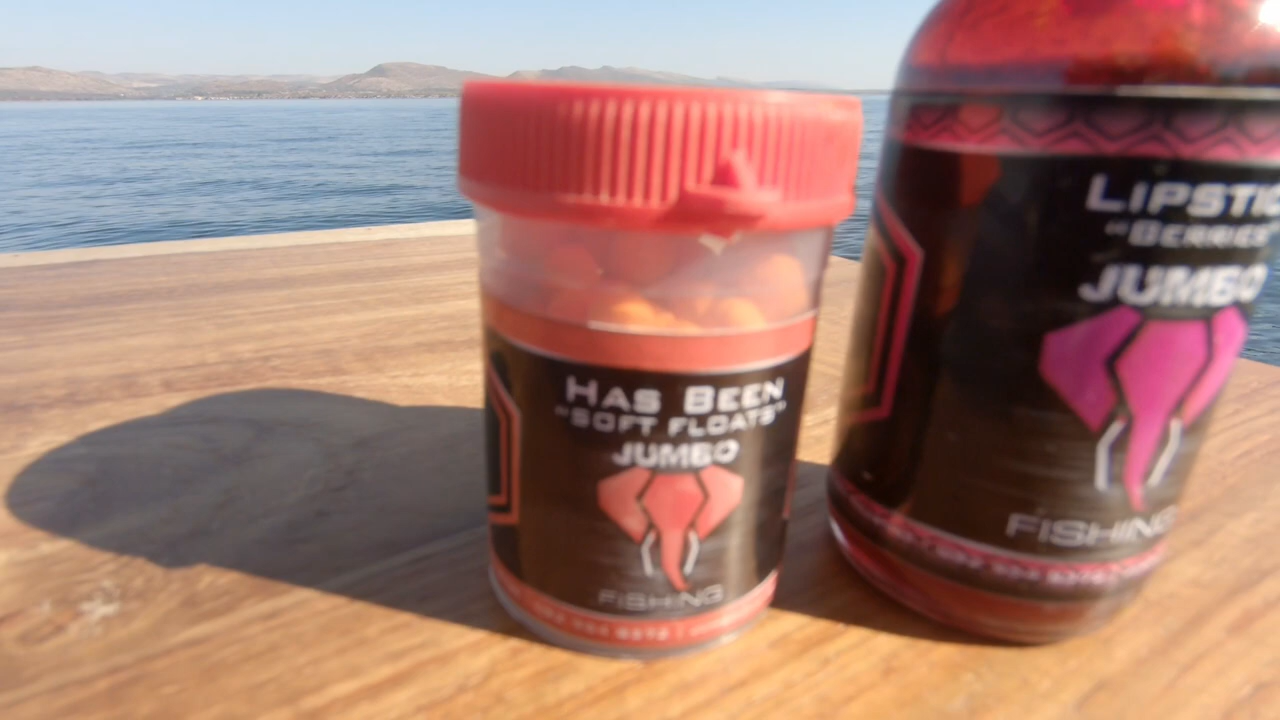 HAS BEEN
"SOFT FLOATS"
JUMBO
FISHING
LIPSTIC
"BERRIES
JUMBO
FISHING